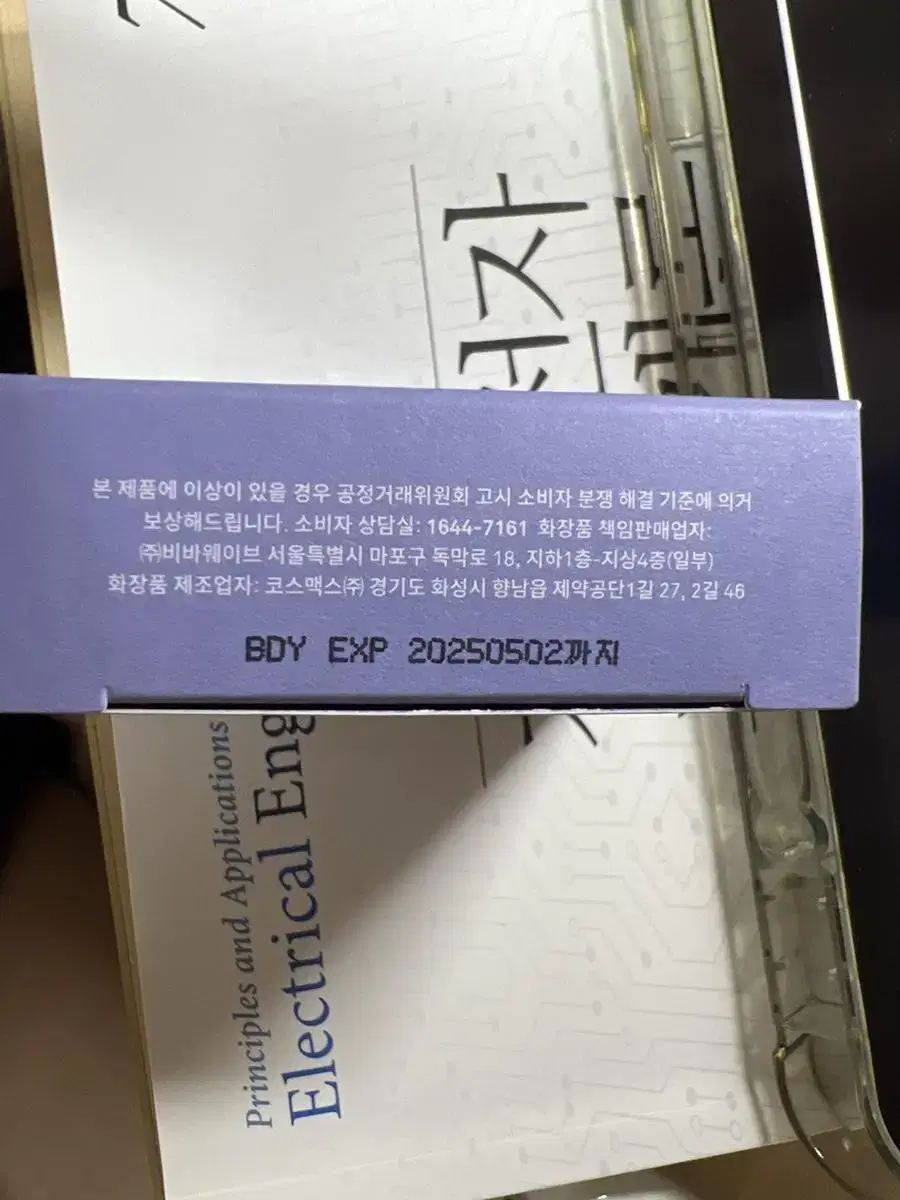 본 제품에 이상이 있을 경우 공정거래위원회 고시 소비자 분쟁 해결 기준에 의거
보상해드립니다. 소비자 상담실: 1644-7161 화장품 책임판매업자:
㈜비바웨이브 서울특별시 마포구 독막로 18, 지하1층-지상4층(일부)
화장품 제조업자: 코스맥스㈜ 경기도 화성시 향남읍 제약공단1길 27, 2길 46
BDY EXP 20250502까지
Principles and Applications
Electrical Eng